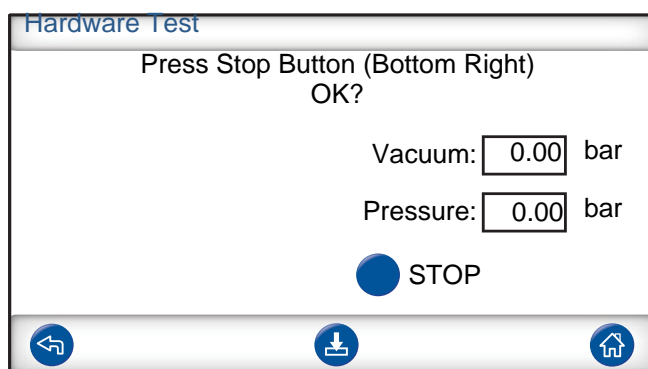 Hardware Test
Press Stop Button (Bottom Right)
OK?
Vacuum: 0.00 bar
Pressure: 0.00 bar
STOP